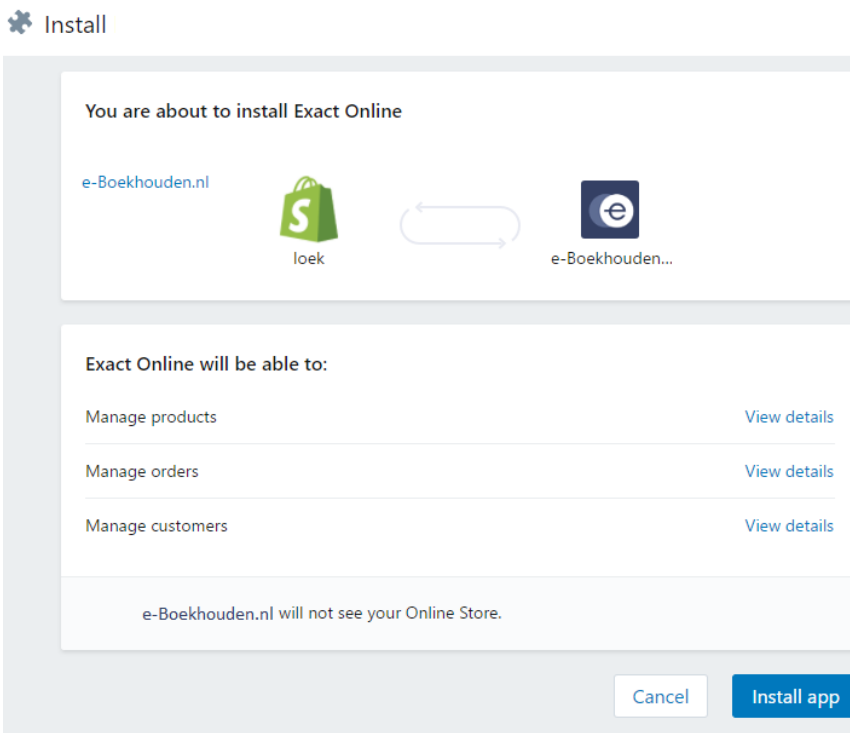 Install
You are about to install Exact Online
e-Boekhouden.nl
S
e
loek
e-Boekhouden...
Exact Online will be able to:
Manage products View details
Manage orders View details
Manage customers View details
e-Boekhouden.nl will not see your Online Store.
Cancel Install app